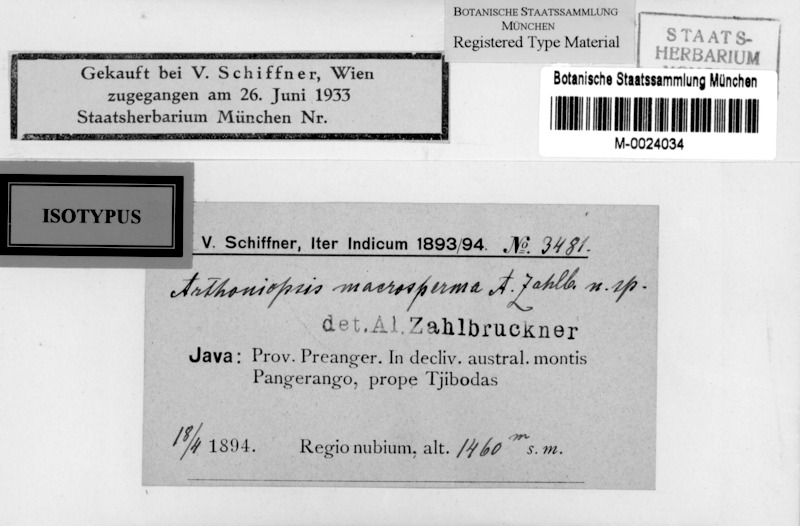 BOTANISCHE STAATSSAMMLUNG
MÜNCHEN
Registered Type Material
STAATS-
HERBARIUM
Gekauft bei V. Schiffner, Wien
zugegangen am 26. Juni 1933
Staatsherbarium München Nr.
Botanische Staatssammlung München
M-0024034
ISOTYPUS
V. Schiffner, Iter Indicum 1893/94. No. 3481.
Arthoniopsis macrosperma A. Zahlb. n. sp.
det. Al. Zahlbruckner
Java: Prov. Preanger. In decliv. austral. montis
Pangerango, prope Tjibodas
18/4 1894. Regio nubium, alt. 1460 m s. m.